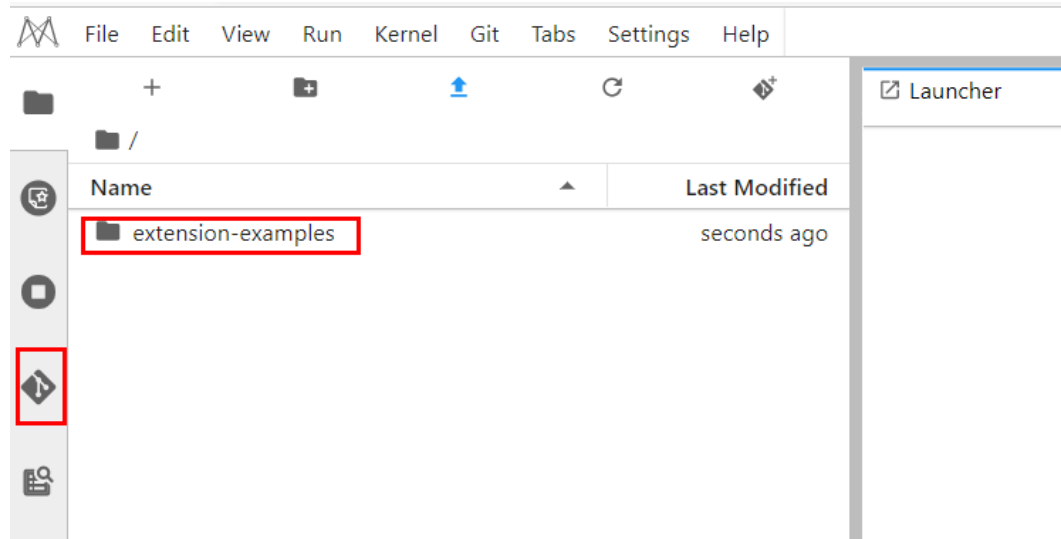 File Edit View Run Kernel Git Tabs Settings Help
Launcher
/
Name Last Modified
extension-examples seconds ago